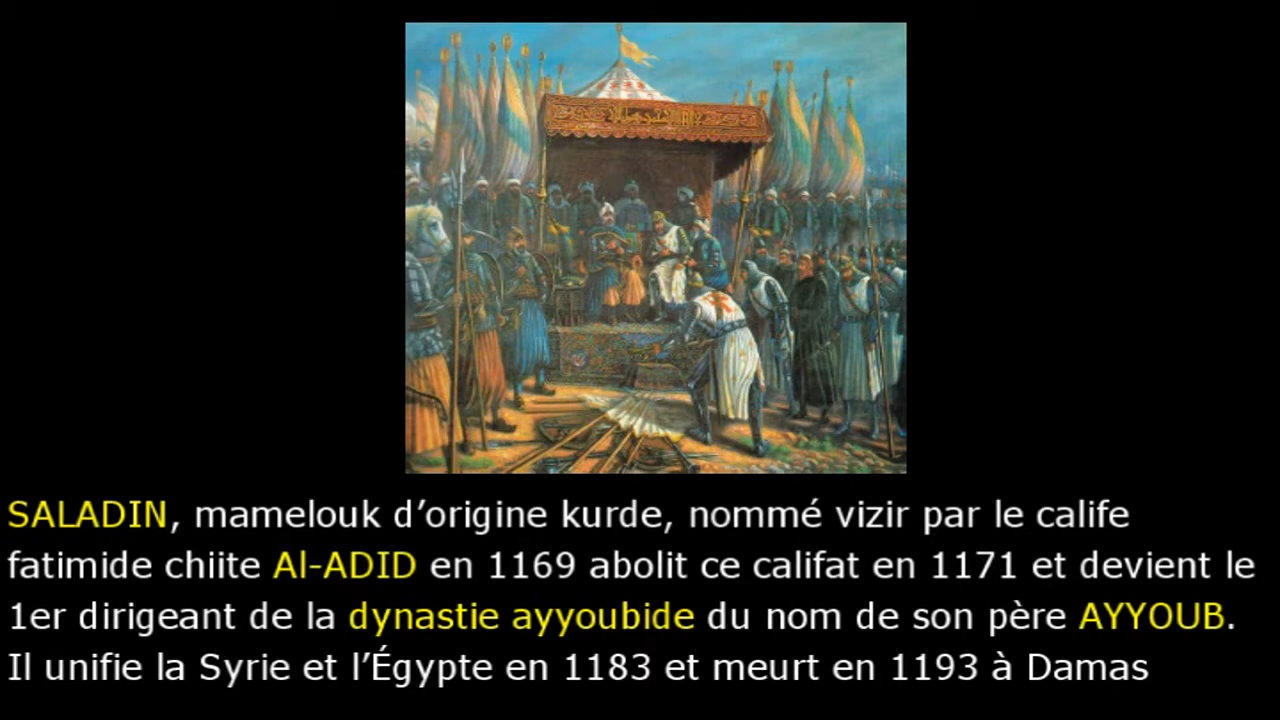 SALADIN, mamelouk d’origine kurde, nommé vizir par le calife
fatimide chiite Al-ADID en 1169 abolit ce califat en 1171 et devient le
1er dirigeant de la dynastie ayyoubide du nom de son père AYYOUB.
Il unifie la Syrie et l’Égypte en 1183 et meurt en 1193 à Damas